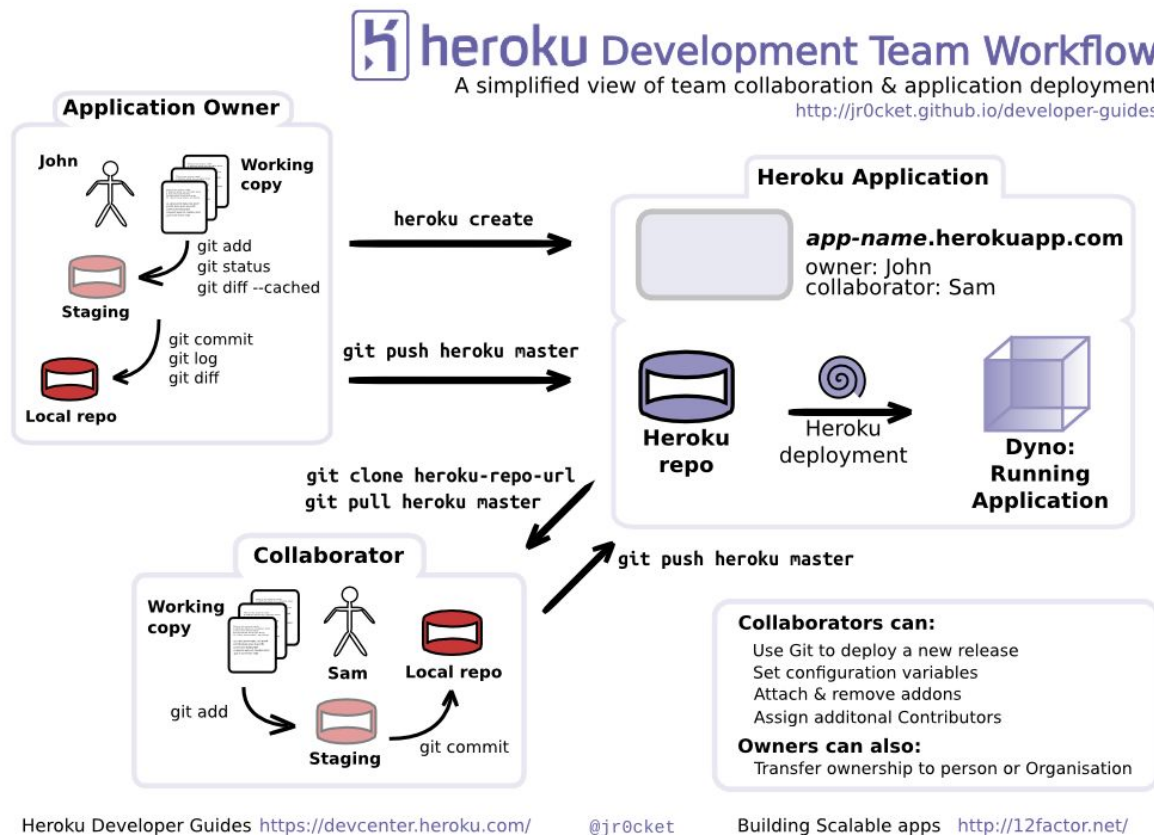 heroku Development Team Workflow
A simplified view of team collaboration & application deployment
http://jr0cket.github.io/developer-guides
Application Owner
John
Working
copy
git add
git status
git diff --cached
Staging
git commit
git log
git diff
Local repo
heroku create
git push heroku master
Heroku Application
app-name.herokuapp.com
owner: John
collaborator: Sam
Heroku
repo
Heroku
deployment
Dyno:
Running
Application
git clone heroku-repo-url
git pull heroku master
git push heroku master
Collaborator
Working
copy
Sam
Local repo
git add
Staging
git commit
Collaborators can:
Use Git to deploy a new release
Set configuration variables
Attach & remove addons
Assign additonal Contributors
Owners can also:
Transfer ownership to person or Organisation
Heroku Developer Guides https://devcenter.heroku.com/
@jr0cket
Building Scalable apps http://12factor.net/